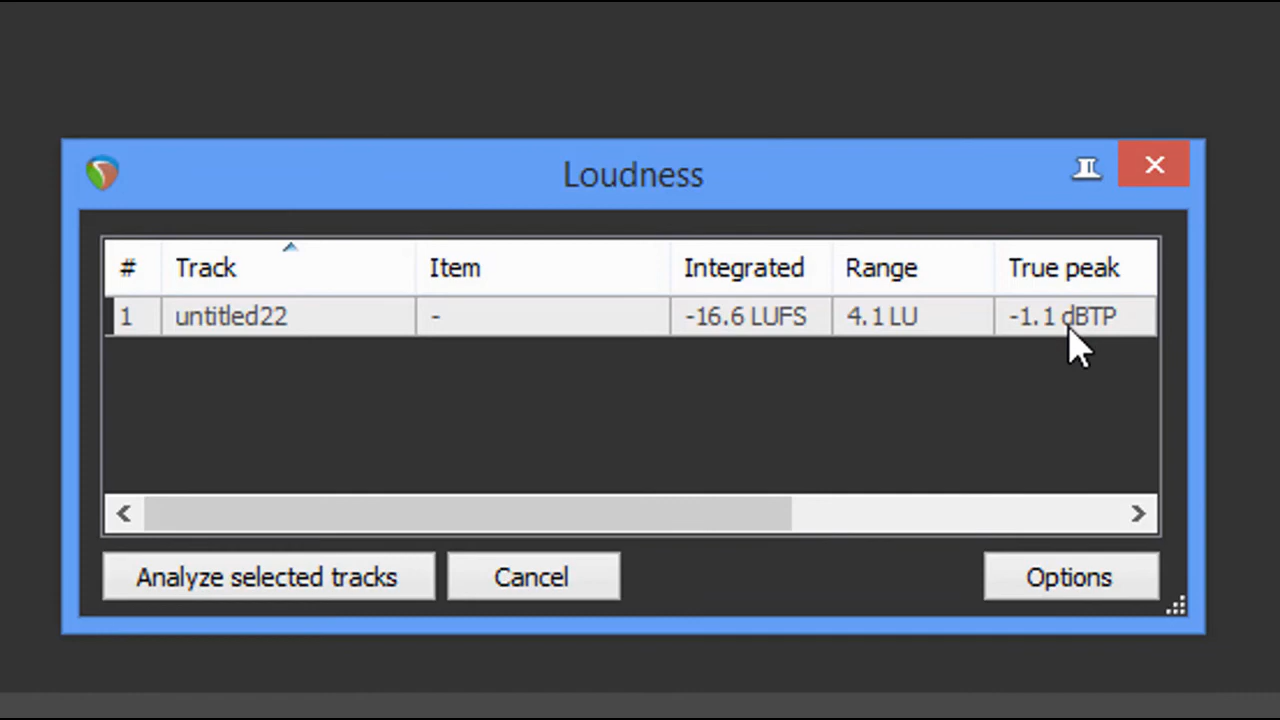 Loudness
# Track Item Integrated Range True peak
1 untitled22 - -16.6 LUFS 4.1 LU -1.1 dBTP
Analyze selected tracks Cancel Options